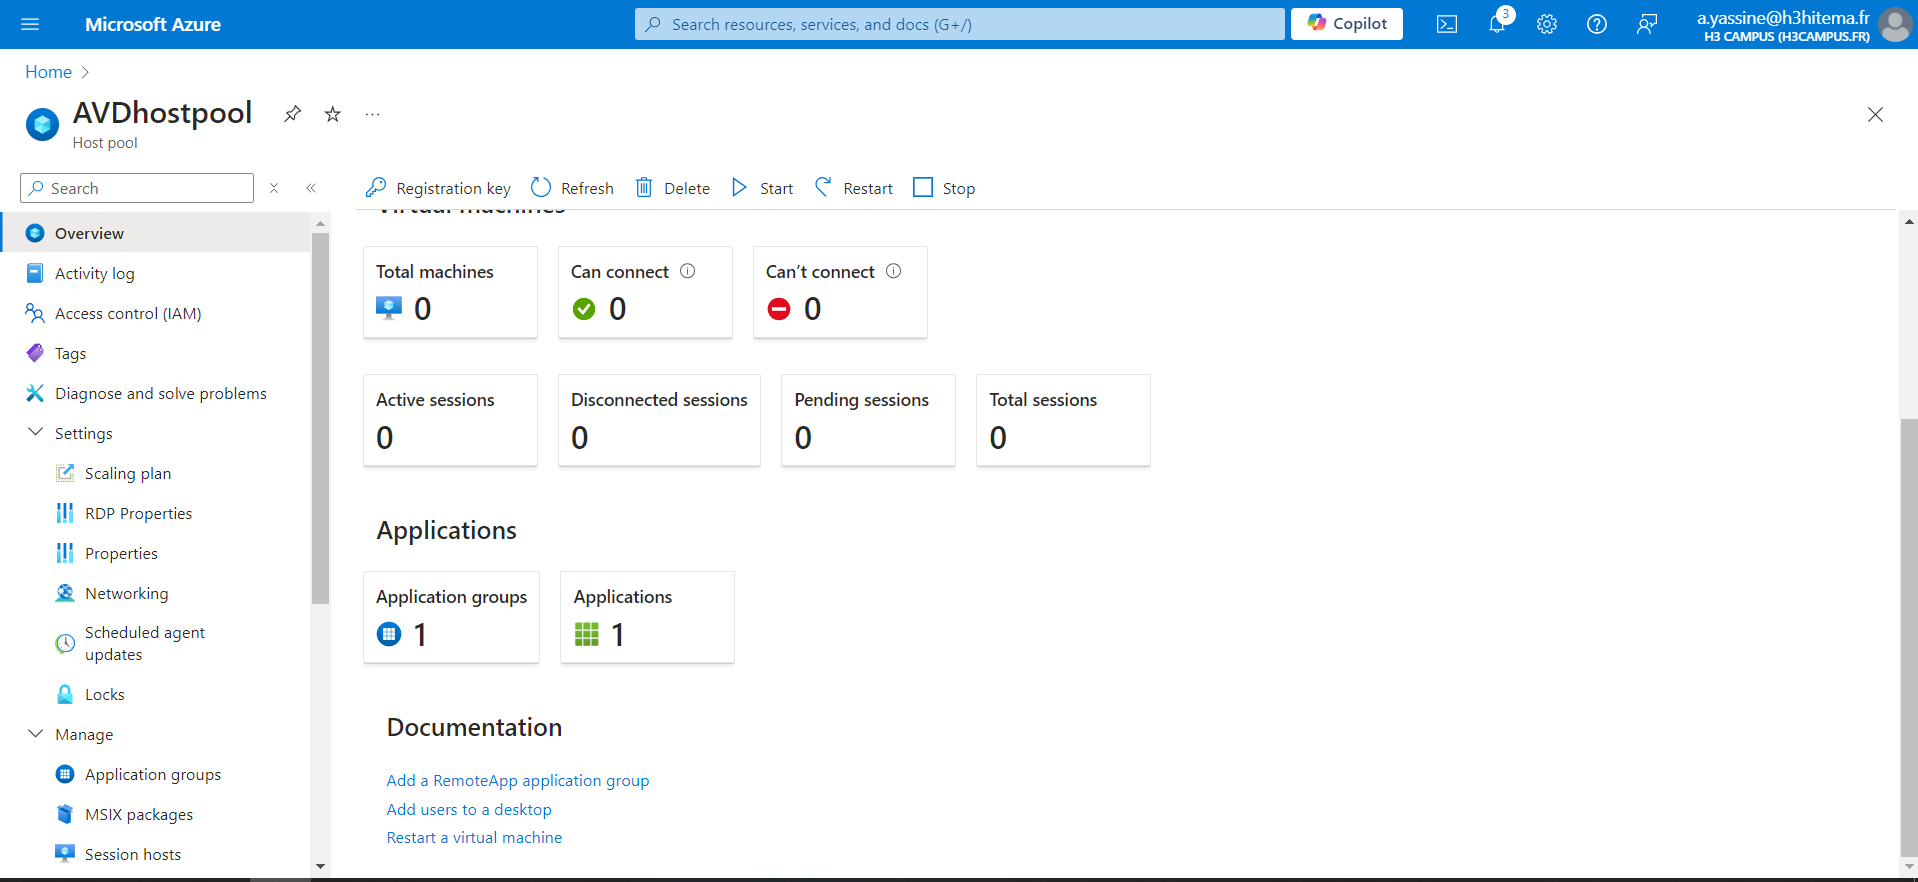 Microsoft Azure
Search resources, services, and docs (G+/)
Copilot
3
a.yassine@h3hitema.fr
H3 CAMPUS (H3CAMPUS.FR)
Home
AVDhostpool
Host pool
Search
Registration key
Refresh
Delete
Start
Restart
Stop
Overview
Activity log
Access control (IAM)
Tags
Diagnose and solve problems
Settings
Scaling plan
RDP Properties
Properties
Networking
Scheduled agent
updates
Locks
Manage
Application groups
MSIX packages
Session hosts
Virtual machines
Total machines
0
Can connect
0
Can't connect
0
Active sessions
0
Disconnected sessions
0
Pending sessions
0
Total sessions
0
Applications
Application groups
1
Applications
1
Documentation
Add a RemoteApp application group
Add users to a desktop
Restart a virtual machine